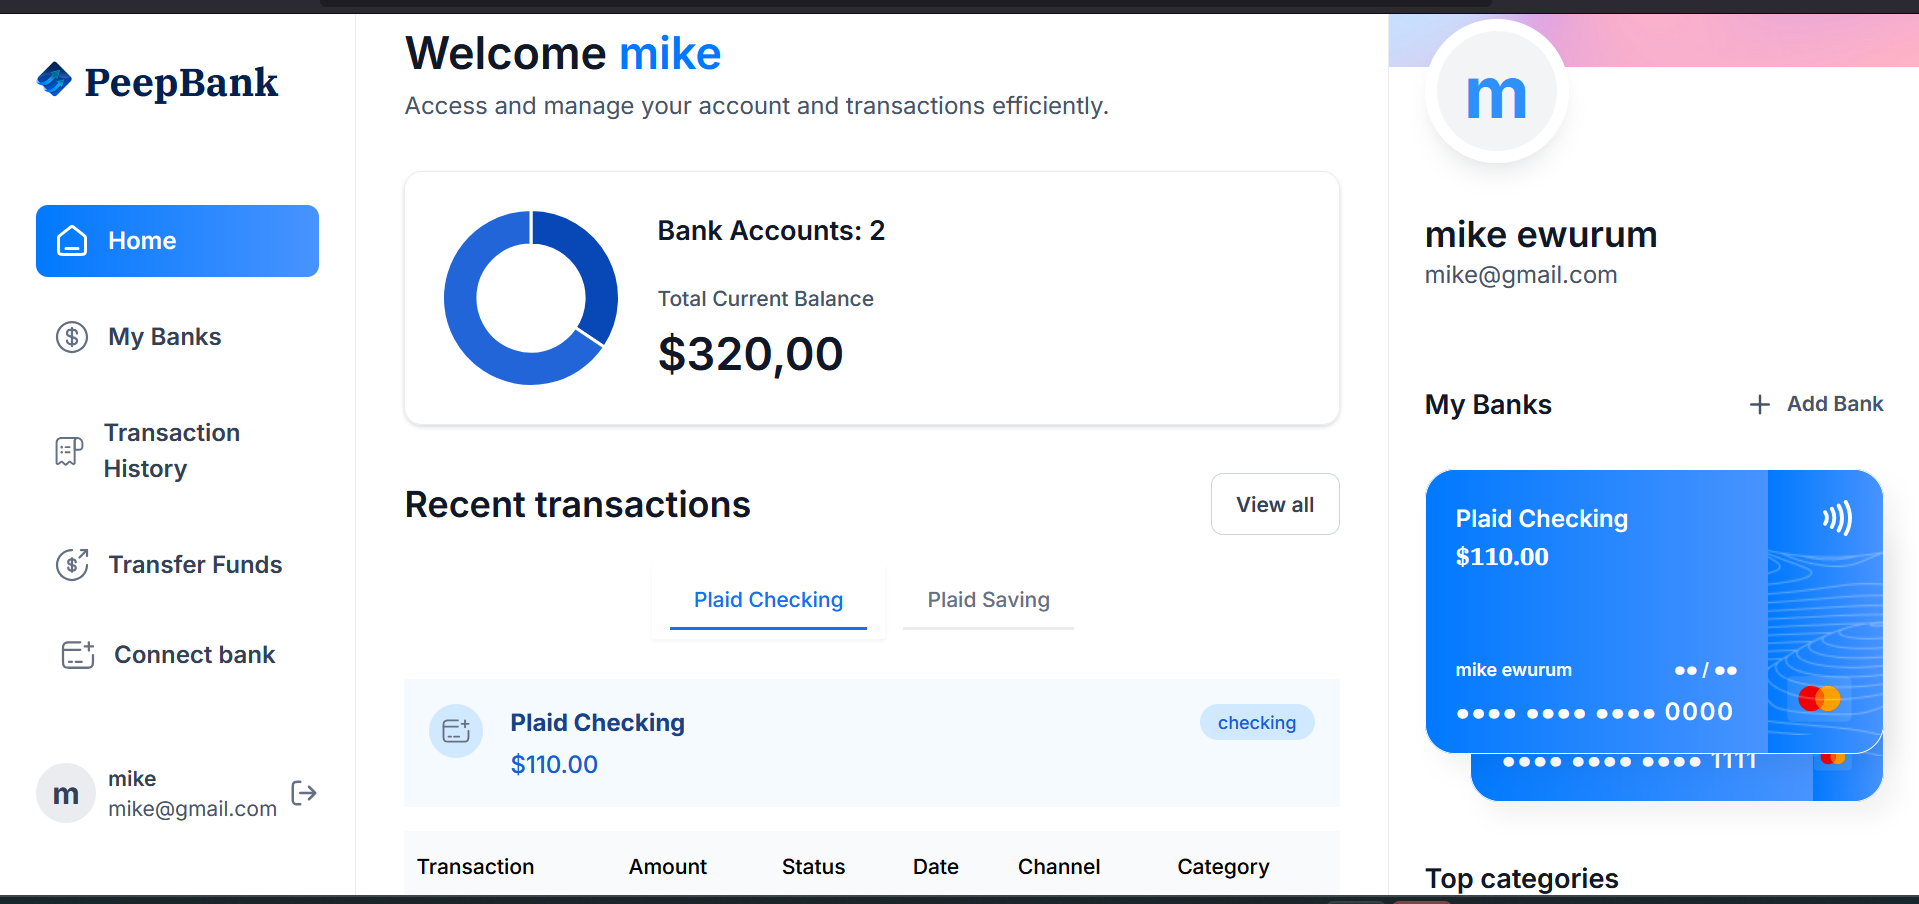 PeepBank
Home
My Banks
Transaction
History
Transfer Funds
Connect bank
m
mike
mike@gmail.com
Welcome mike
Access and manage your account and transactions efficiently.
Bank Accounts: 2
Total Current Balance
$320,00
Recent transactions
View all
Plaid Checking
Plaid Saving
Plaid Checking
checking
$110.00
Transaction Amount Status Date Channel Category
m
mike ewurum
mike@gmail.com
My Banks
+ Add Bank
Plaid Checking
$110.00
mike ewurum
●● / ●●
●●●● ●●●● ●●●● 0000
●●●● ●●●● ●●●● 1111
Top categories